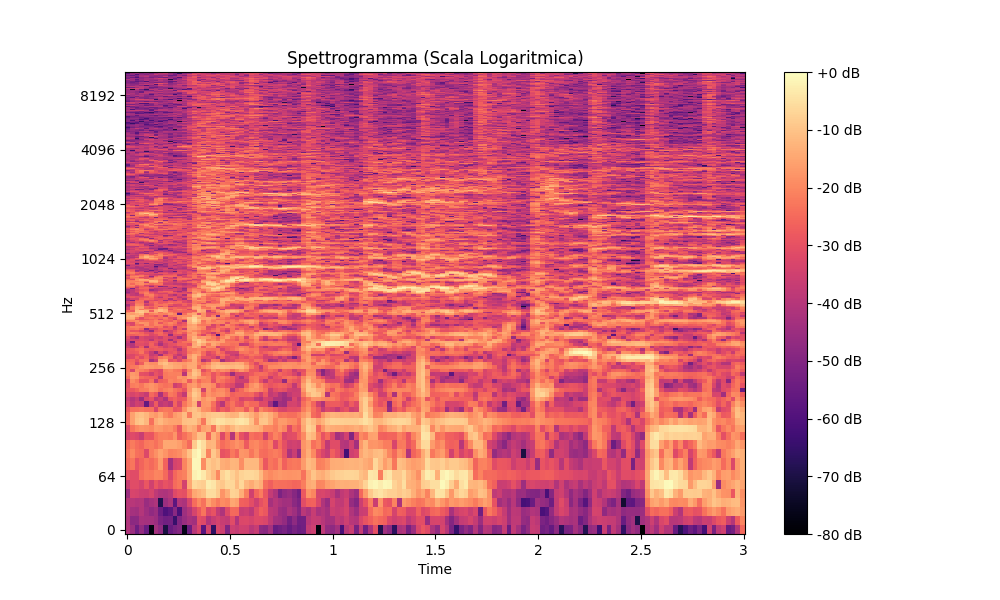 Spettrogramma (Scala Logaritmica)
Hz
8192
4096
2048
1024
512
256
128
64
0
0
0.5
1
1.5
2
2.5
3
Time
+0 dB
-10 dB
-20 dB
-30 dB
-40 dB
-50 dB
-60 dB
-70 dB
-80 dB